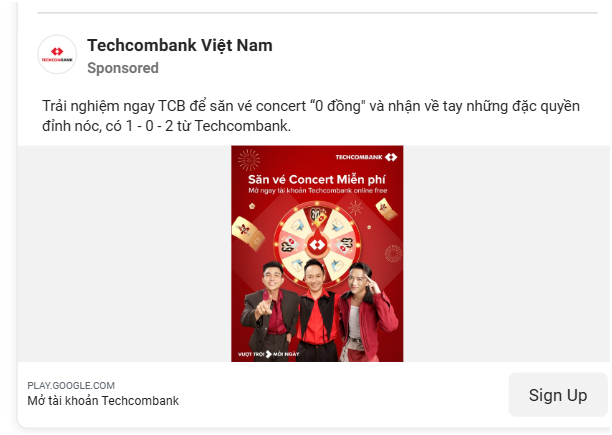 TECHCOMBANK
Techcombank Việt Nam
Sponsored
Trải nghiệm ngay TCB để săn vé concert “0 đồng" và nhận về tay những đặc quyền
đỉnh nóc, có 1 - 0 - 2 từ Techcombank.
TECHCOMBANK
Săn vé Concert Miễn phí
Mở ngay tài khoản Techcombank online free
VƯỢT TRỘI MỖI NGÀY
PLAY.GOOGLE.COM
Mở tài khoản Techcombank
Sign Up